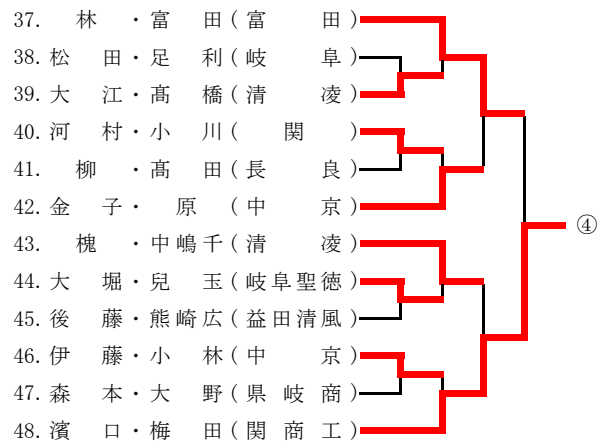 37. 林・富田(富田)
38. 松田・足利(岐阜)
39. 大江・髙橋(清凌)
40. 河村・小川(関)
41. 柳・髙田(長良)
42. 金子・原(中京)
④
43. 槐・中嶋千(清凌)
44. 大堀・兒玉(岐阜聖徳)
45. 後藤・熊崎広(益田清風)
46. 伊藤・小林(中京)
47. 森本・大野(県岐商)
48. 濱口・梅田(関商工)